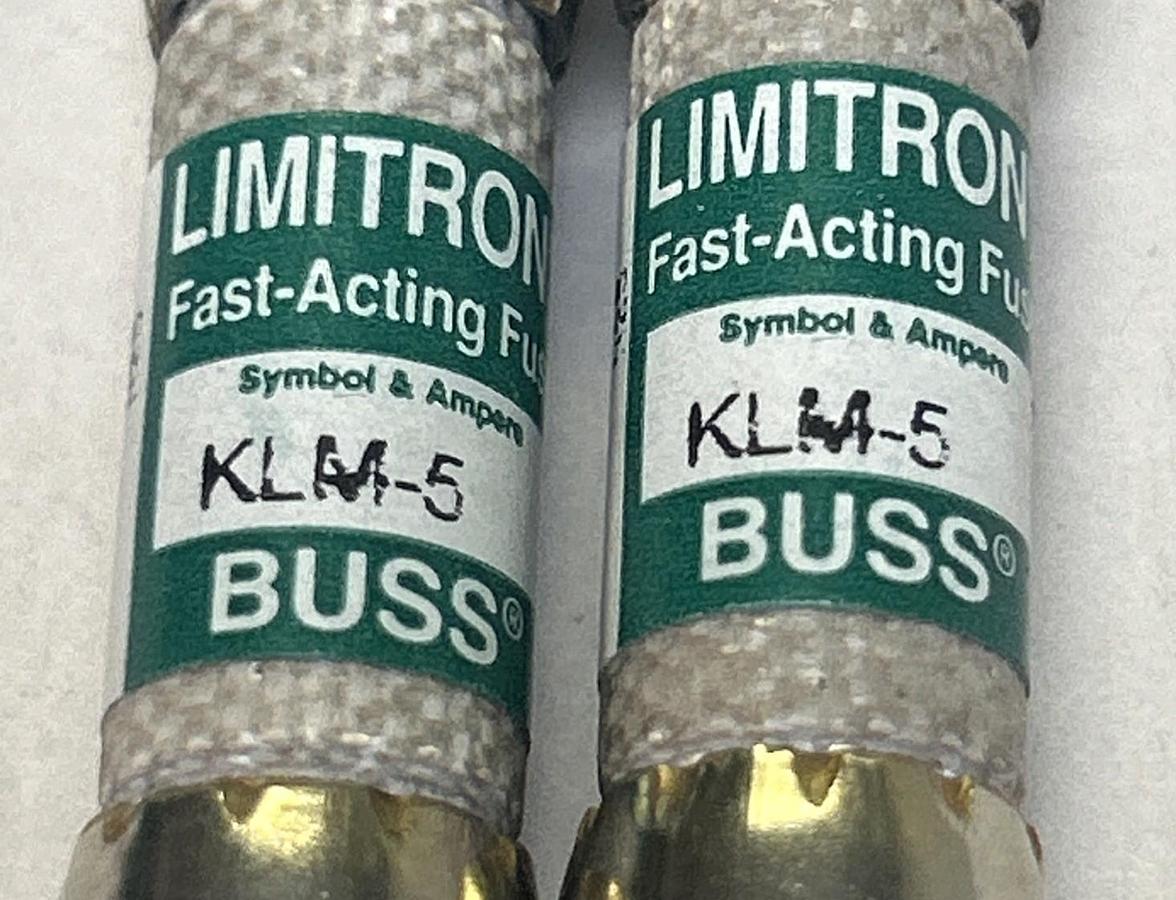 LIMITRON
Fast-Acting Fus
Symbol & Ampere
KLM-5
BUSS®
LIMITRON
Fast-Acting Fus
Symbol & Ampere
KLM-5
BUSS®